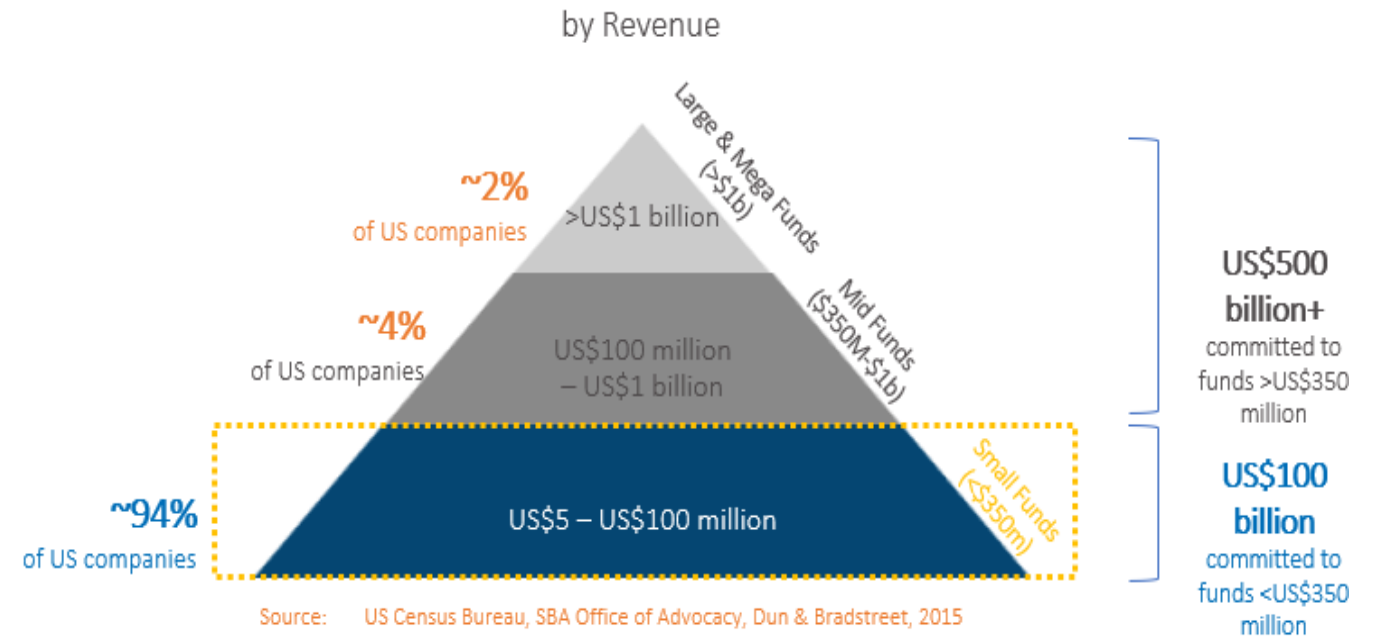 by Revenue
Large & Mega Funds
(>$1b)
~2%
of US companies
>US$1 billion
Mid Funds
($350M-$1b)
~4%
of US companies
US$100 million
– US$1 billion
US$500
billion+
committed to
funds >US$350
million
Small Funds
(<$350m)
~94%
of US companies
US$5 – US$100 million
US$100
billion
committed to
funds <US$350
million
Source: US Census Bureau, SBA Office of Advocacy, Dun & Bradstreet, 2015